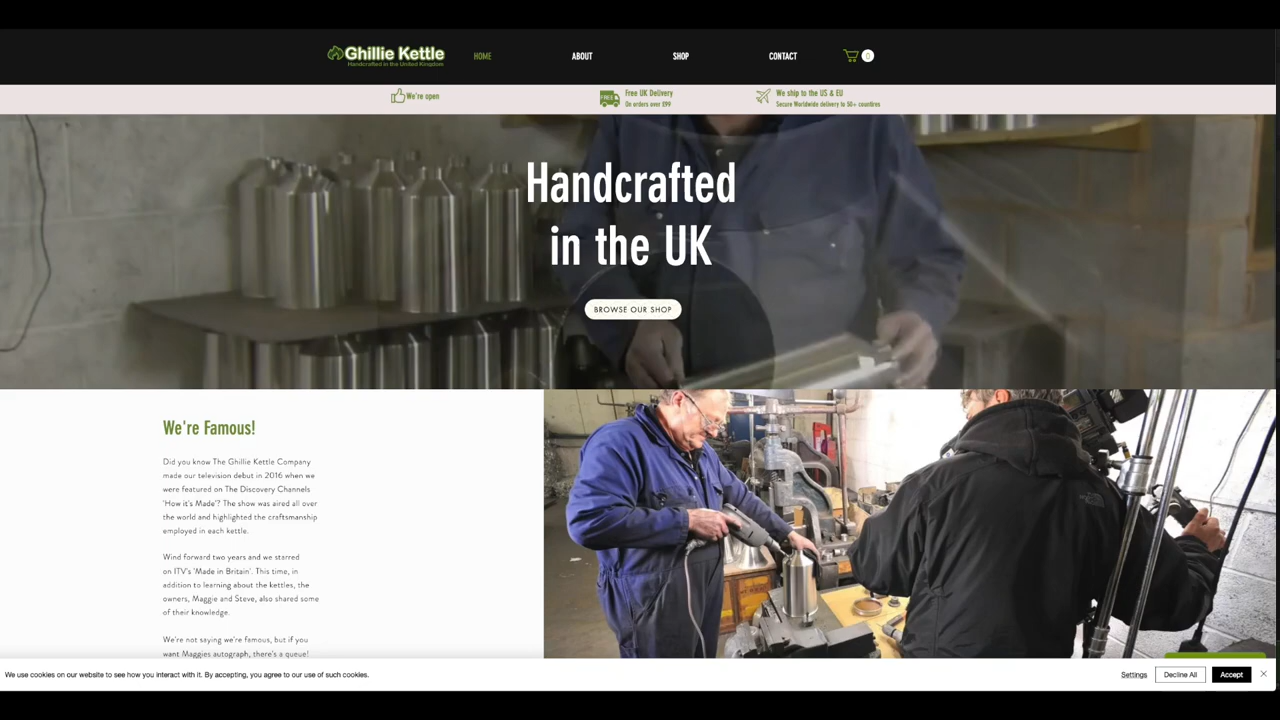 Ghillie Kettle
Handcrafted in the United Kingdom
HOME
ABOUT
SHOP
CONTACT
0
We're open
FREE
Free UK Delivery
On orders over £99
We ship to the US & EU
Secure Worldwide delivery to 50+ countires
Handcrafted
in the UK
BROWSE OUR SHOP
We're Famous!
Did you know The Ghillie Kettle Company
made our television debut in 2016 when we
were featured on The Discovery Channels
'How it's Made'? The show was aired all over
the world and highlighted the craftsmanship
employed in each kettle.
Wind forward two years and we starred
on ITV's 'Made in Britain'. This time, in
addition to learning about the kettles, the
owners, Maggie and Steve, also shared some
of their knowledge.
We're not saying we're famous, but if you
want Maggies autograph, there's a queue!
We use cookies on our website to see how you interact with it. By accepting, you agree to our use of such cookies.
Settings
Decline All
Accept